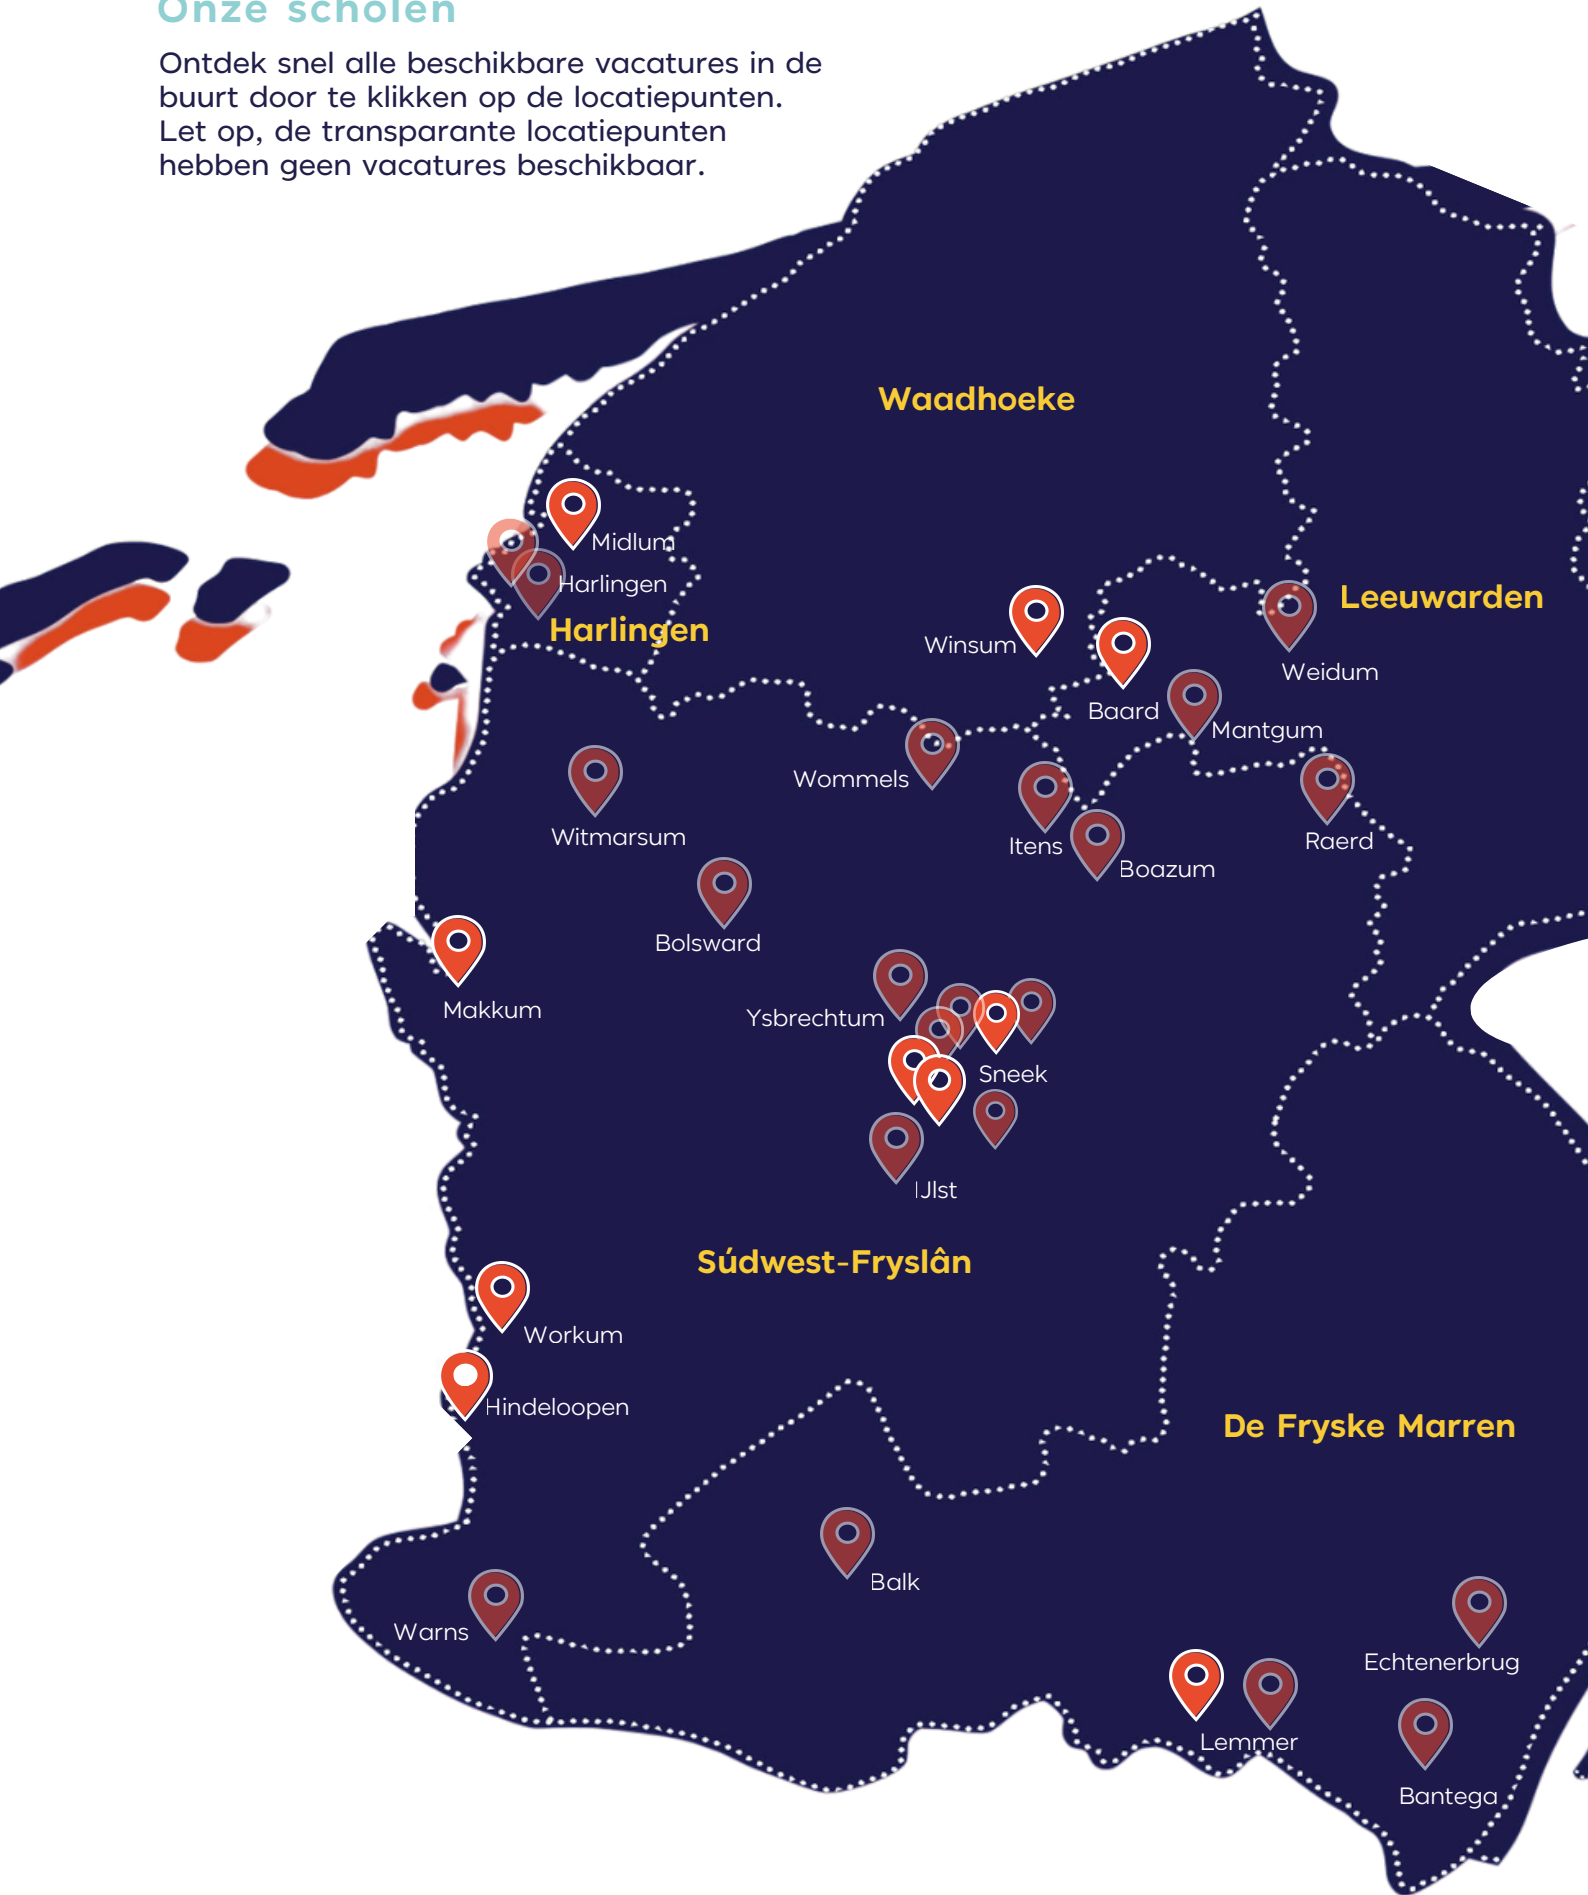 Onze scholen
Ontdek snel alle beschikbare vacatures in de
buurt door te klikken op de locatiepunten.
Let op, de transparante locatiepunten
hebben geen vacatures beschikbaar.
Waadhoeke
Midlum
Harlingen
Harlingen
Leeuwarden
Winsum
Weidum
Baard
Mantgum
Wommels
Witmarsum
Itens
Raerd
Boazum
Bolsward
Makkum
Ysbrechtum
Sneek
IJlst
Súdwest-Fryslân
Workum
Hindeloopen
De Fryske Marren
Balk
Warns
Echtenerbrug
Lemmer
Bantega